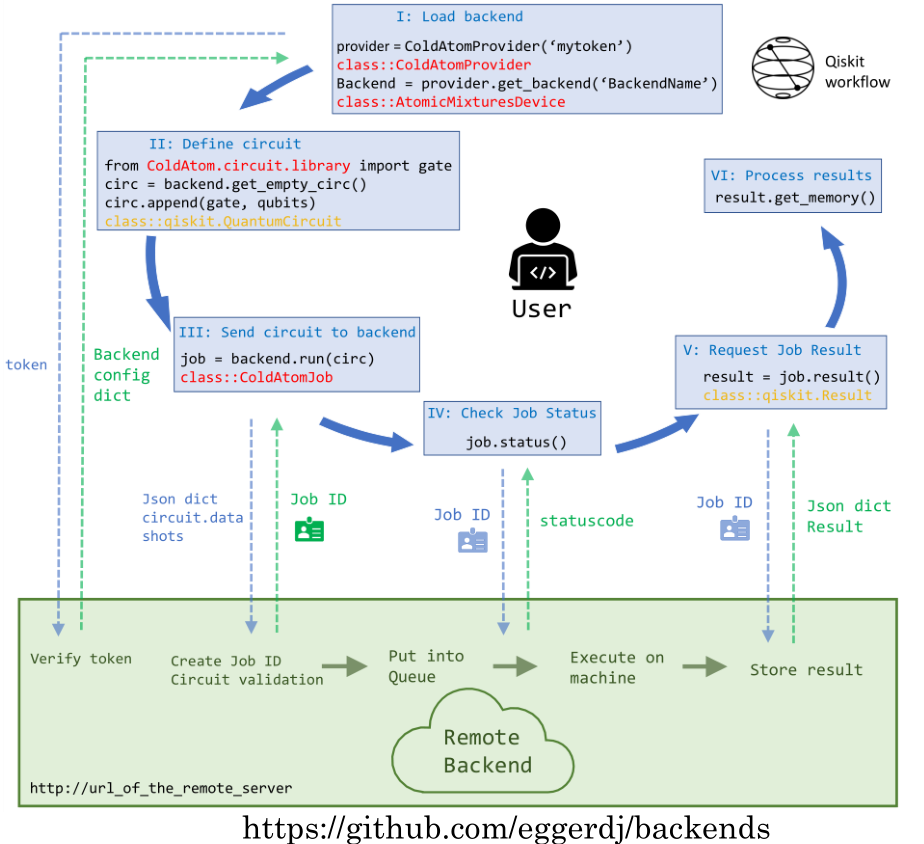 I: Load backend
provider = ColdAtomProvider(‘mytoken’)
class::ColdAtomProvider
Backend = provider.get_backend(‘BackendName’)
class::AtomicMixturesDevice
Qiskit
workflow
II: Define circuit
from ColdAtom.circuit.library import gate
circ = backend.get_empty_circ()
circ.append(gate, qubits)
class::qiskit.QuantumCircuit
VI: Process results
result.get_memory()
</>
User
III: Send circuit to backend
job = backend.run(circ)
class::ColdAtomJob
token
Backend
config
dict
IV: Check Job Status
job.status()
V: Request Job Result
result = job.result()
class::qiskit.Result
Json dict
circuit.data
shots
Job ID
Job ID
statuscode
Job ID
Json dict
Result
Verify token
Create Job ID
Circuit validation
Put into
Queue
Execute on
machine
Store result
Remote
Backend
http://url_of_the_remote_server
https://github.com/eggerdj/backends